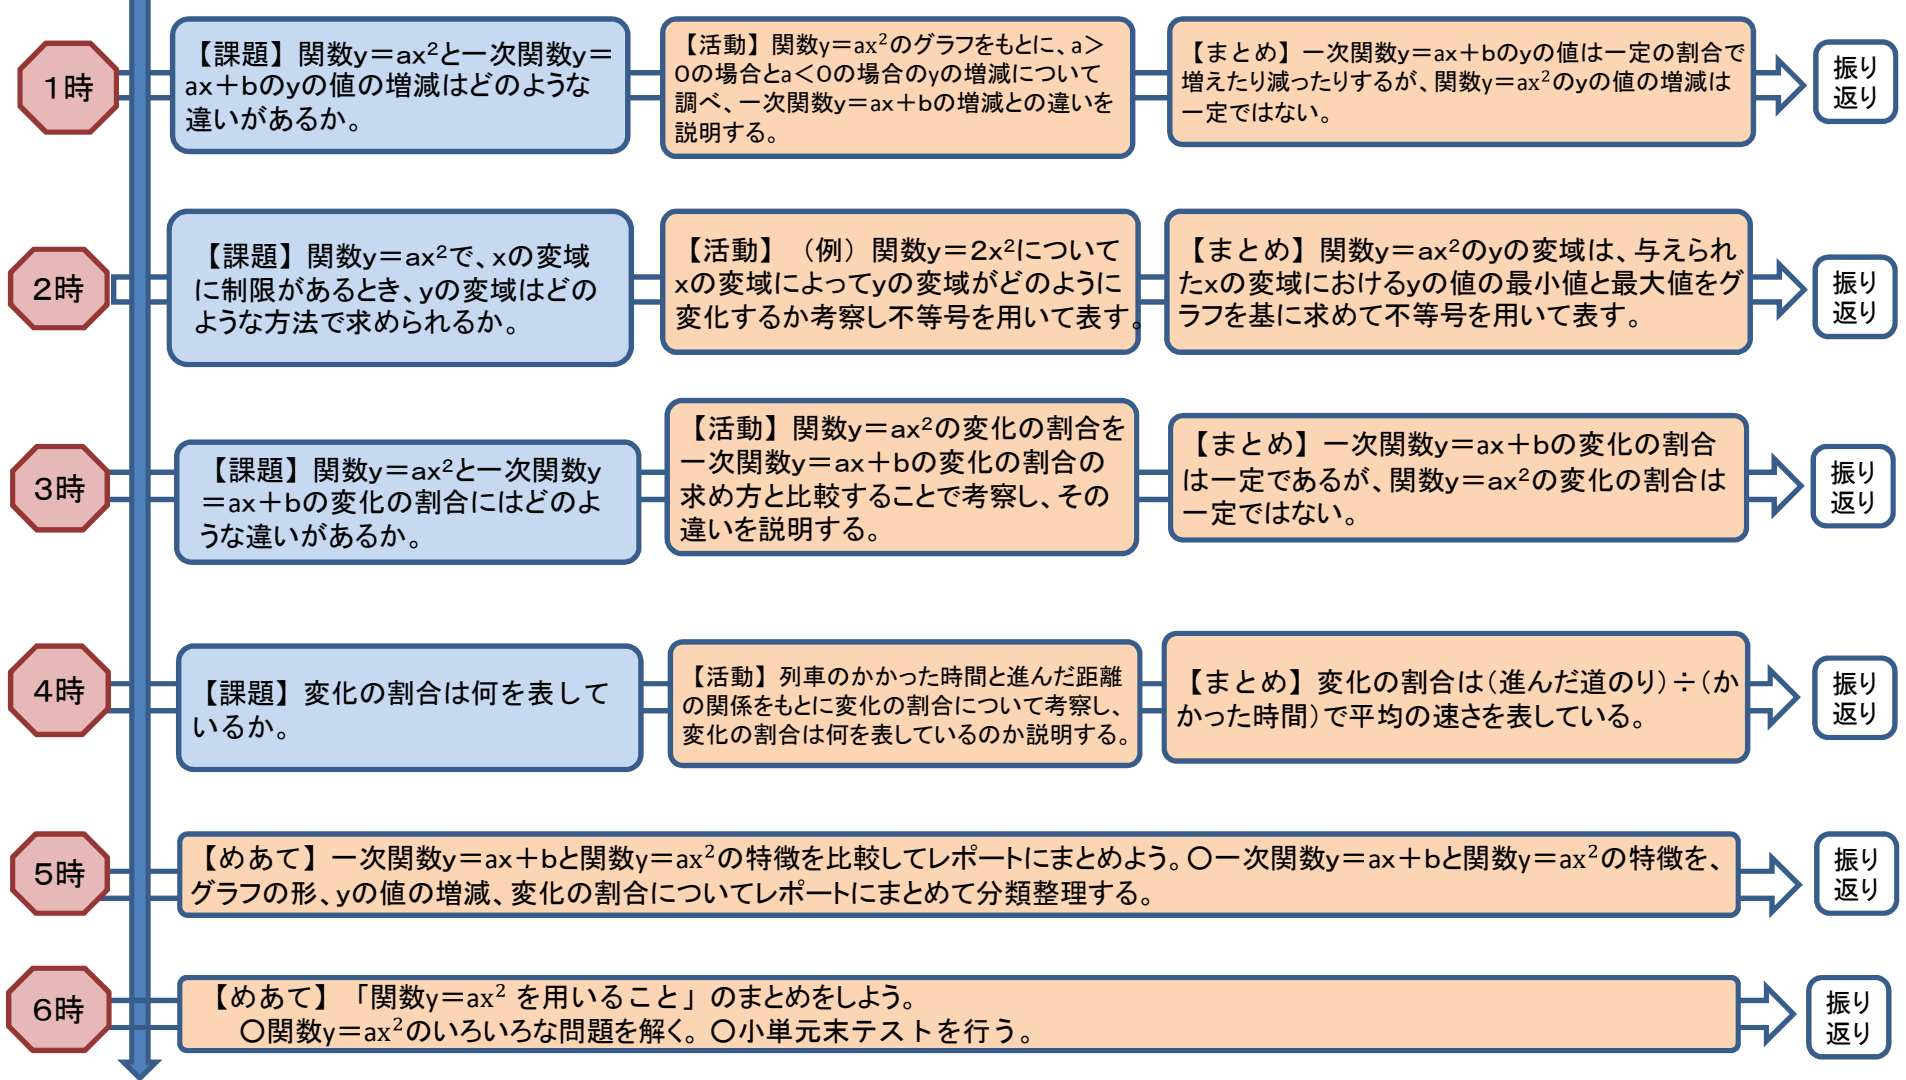 1時
【課題】関数y=ax²と一次関数y=
ax+bのyの値の増減はどのような
違いがあるか。
【活動】関数y=ax²のグラフをもとに、a>
0の場合とa<0の場合のyの増減について
調べ、一次関数y=ax+bの増減との違いを
説明する。
【まとめ】一次関数y=ax+bのyの値は一定の割合で
増えたり減ったりするが、関数y=ax²のyの値の増減は
一定ではない。
振り
返り
2時
【課題】関数y=ax²で、xの変域
に制限があるとき、yの変域はどの
ような方法で求められるか。
【活動】(例)関数y=2x²について
xの変域によってyの変域がどのように
変化するか考察し不等号を用いて表す。
【まとめ】関数y=ax²のyの変域は、与えられ
たxの変域におけるyの値の最小値と最大値をグ
ラフを基に求めて不等号を用いて表す。
振り
返り
3時
【課題】関数y=ax²と一次関数y
=ax+bの変化の割合にはどのよ
うな違いがあるか。
【活動】関数y=ax²の変化の割合を
一次関数y=ax+bの変化の割合の
求め方と比較することで考察し、その
違いを説明する。
【まとめ】一次関数y=ax+bの変化の割合
は一定であるが、関数y=ax²の変化の割合は
一定ではない。
振り
返り
4時
【課題】変化の割合は何を表して
いるか。
【活動】列車のかかった時間と進んだ距離
の関係をもとに変化の割合について考察し、
変化の割合は何を表しているのか説明する。
【まとめ】変化の割合は(進んだ道のり)÷(か
かった時間)で平均の速さを表している。
振り
返り
5時
【めあて】一次関数y=ax+bと関数y=ax²の特徴を比較してレポートにまとめよう。○一次関数y=ax+bと関数y=ax²の特徴を、
グラフの形、yの値の増減、変化の割合についてレポートにまとめて分類整理する。
振り
返り
6時
【めあて】「関数y=ax² を用いること」のまとめをしよう。
○関数y=ax²のいろいろな問題を解く。○小単元末テストを行う。
振り
返り